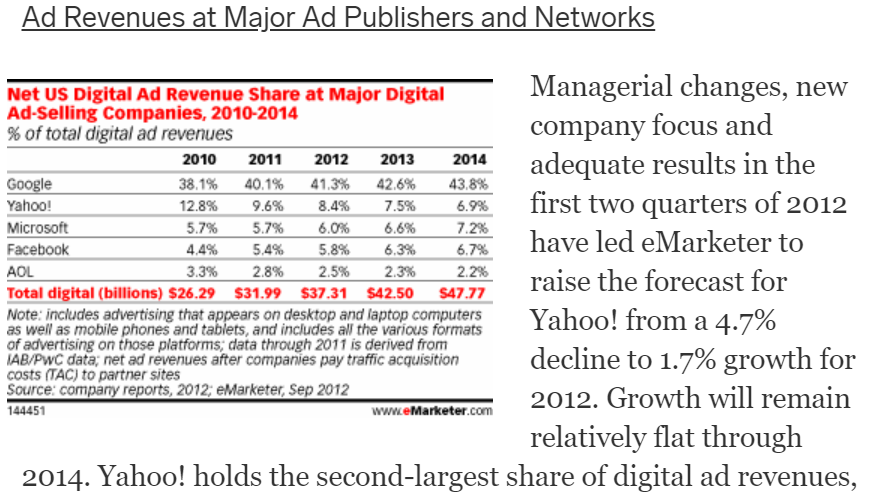 Ad Revenues at Major Ad Publishers and Networks
Net US Digital Ad Revenue Share at Major Digital
Ad-Selling Companies, 2010-2014
% of total digital ad revenues
2010 2011 2012 2013 2014
Google 38.1% 40.1% 41.3% 42.6% 43.8%
Yahoo! 12.8% 9.6% 8.4% 7.5% 6.9%
Microsoft 5.7% 5.7% 6.0% 6.6% 7.2%
Facebook 4.4% 5.4% 5.8% 6.3% 6.7%
AOL 3.3% 2.8% 2.5% 2.3% 2.2%
Total digital (billions) $26.29 $31.99 $37.31 $42.50 $47.77
Note: includes advertising that appears on desktop and laptop computers
as well as mobile phones and tablets, and includes all the various formats
of advertising on those platforms; data through 2011 is derived from
IAB/PwC data; net ad revenues after companies pay traffic acquisition
costs (TAC) to partner sites
Source: company reports, 2012; eMarketer, Sep 2012
144451 www.eMarketer.com
Managerial changes, new
company focus and
adequate results in the
first two quarters of 2012
have led eMarketer to
raise the forecast for
Yahoo! from a 4.7%
decline to 1.7% growth for
2012. Growth will remain
relatively flat through
2014. Yahoo! holds the second-largest share of digital ad revenues,